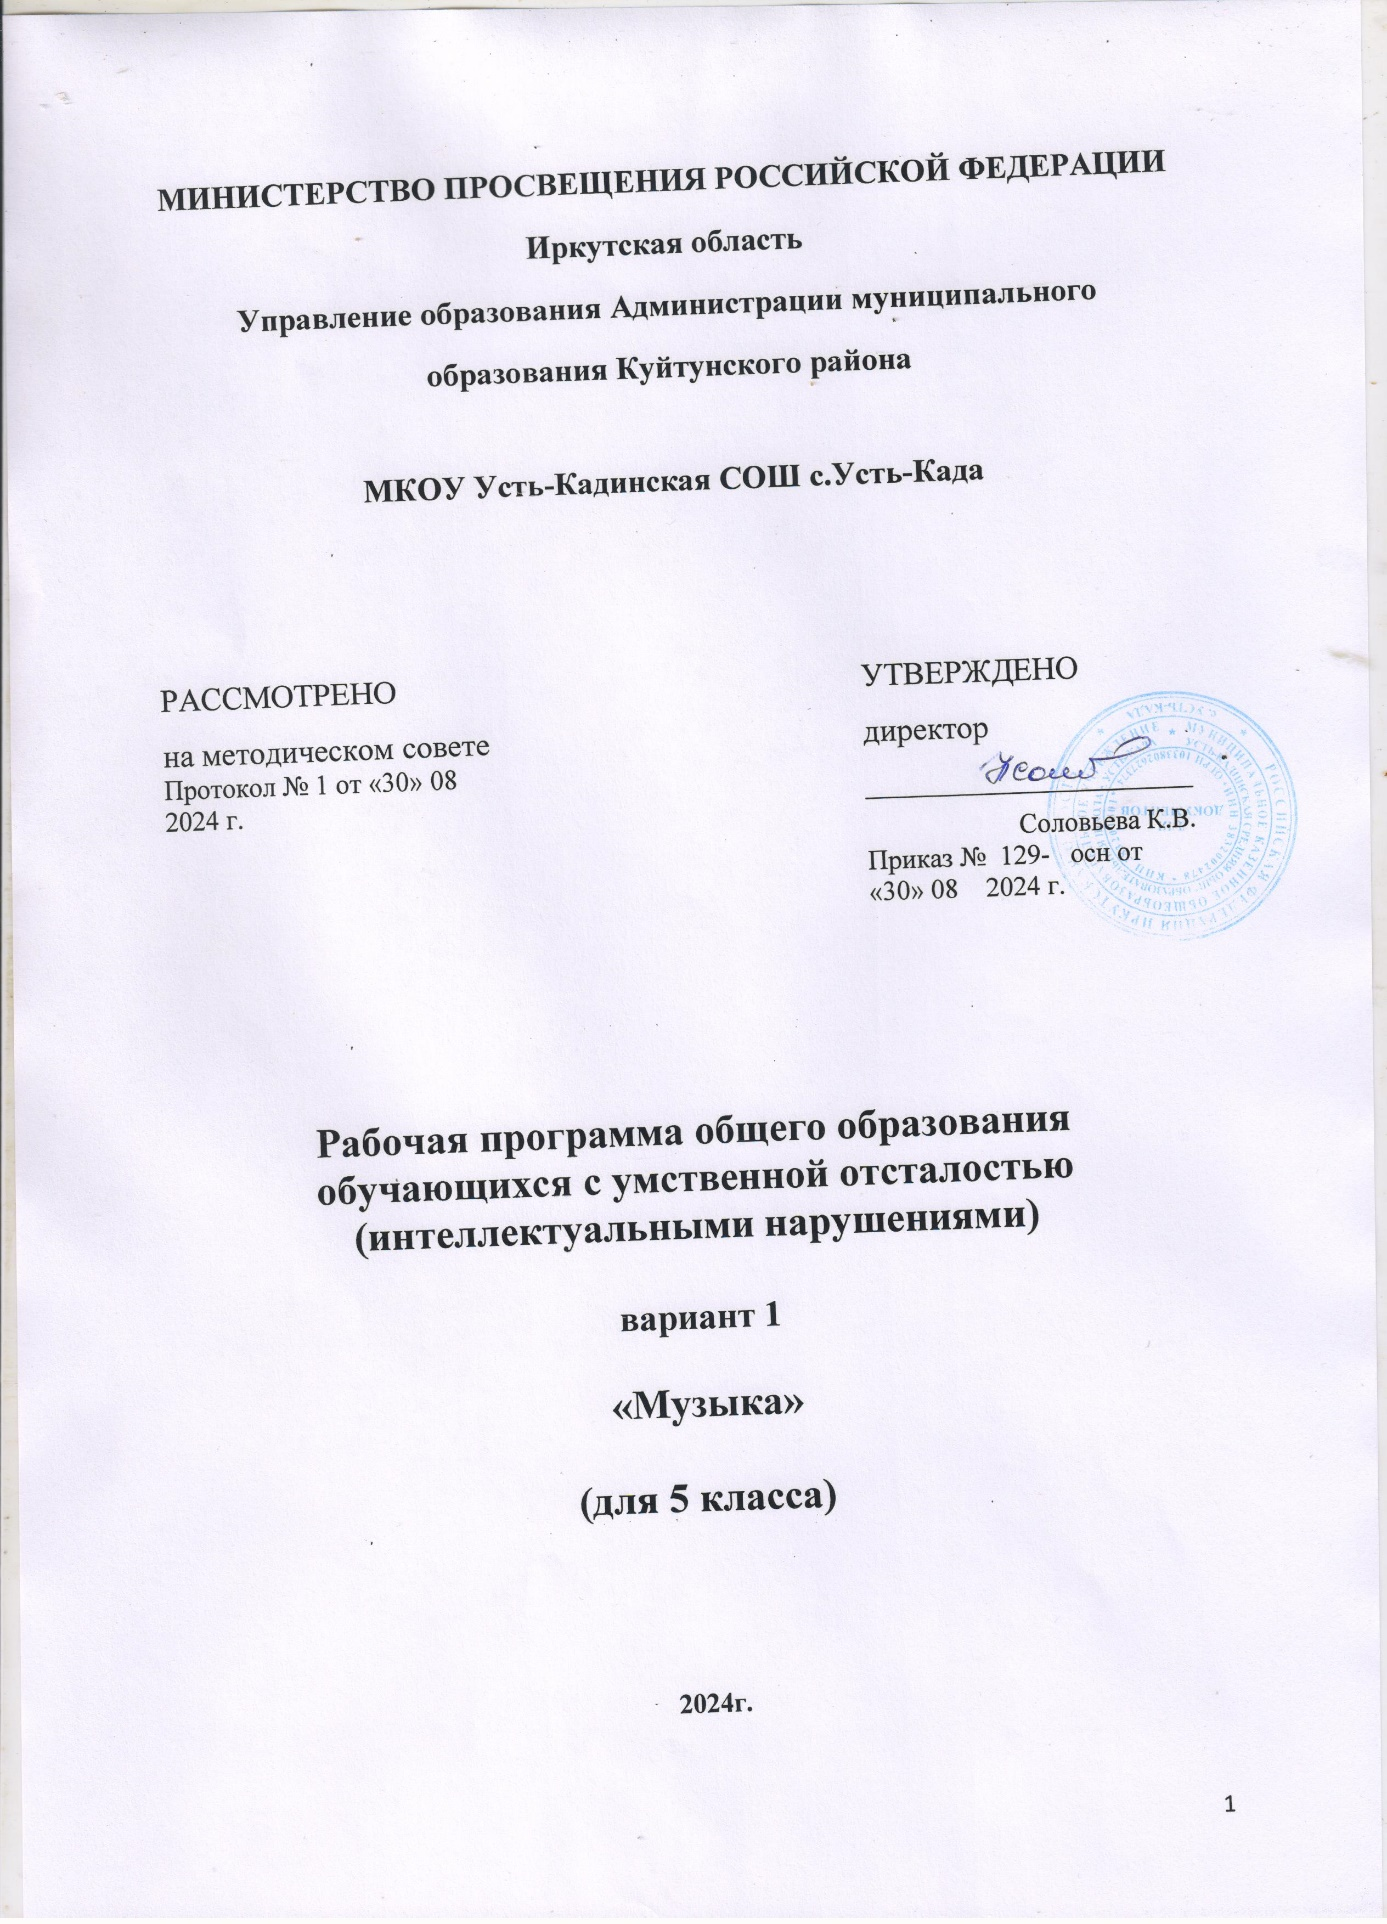 МИНИСТЕРСТВО ПРОСВЕЩЕНИЯ РОССИЙСКОЙ ФЕДЕРАЦИИ
Иркутская область
Управление образования Администрации муниципального
образования Куйтунского района
МКОУ Усть-Кадинская СОШ с.Усть-Када
РАССМОТРЕНО
на методическом совете
Протокол № 1 от «30» 08
2024 г.
УТВЕРЖДЕНО
директор
Соловьева К.В.
Приказ № 129- осн от
«30» 08 2024 г.
Рабочая программа общего образования
обучающихся с умственной отсталостью
(интеллектуальными нарушениями)
вариант 1
«Музыка»
(для 5 класса)
2024г.
1